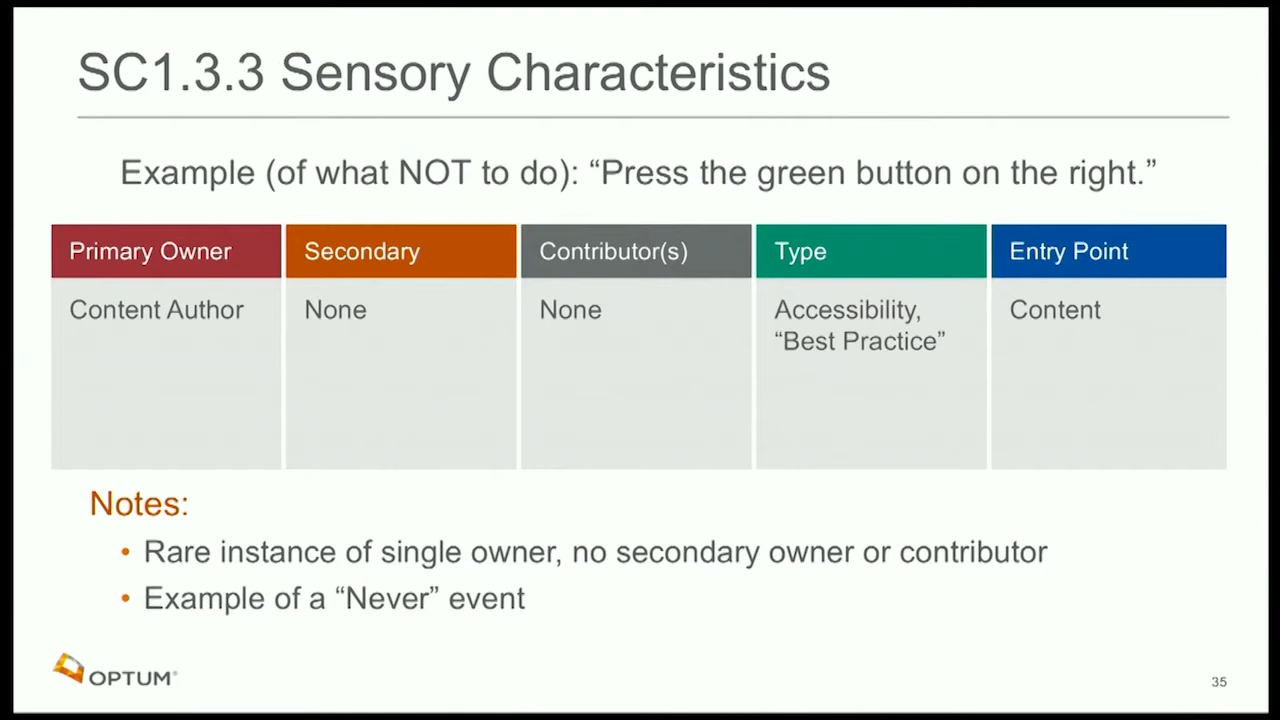 SC1.3.3 Sensory Characteristics
Example (of what NOT to do): “Press the green button on the right.”
Primary Owner
Secondary
Contributor(s)
Type
Entry Point
Content Author
None
None
Accessibility,
“Best Practice”
Content
Notes:
• Rare instance of single owner, no secondary owner or contributor
• Example of a “Never” event
OPTUM®
35